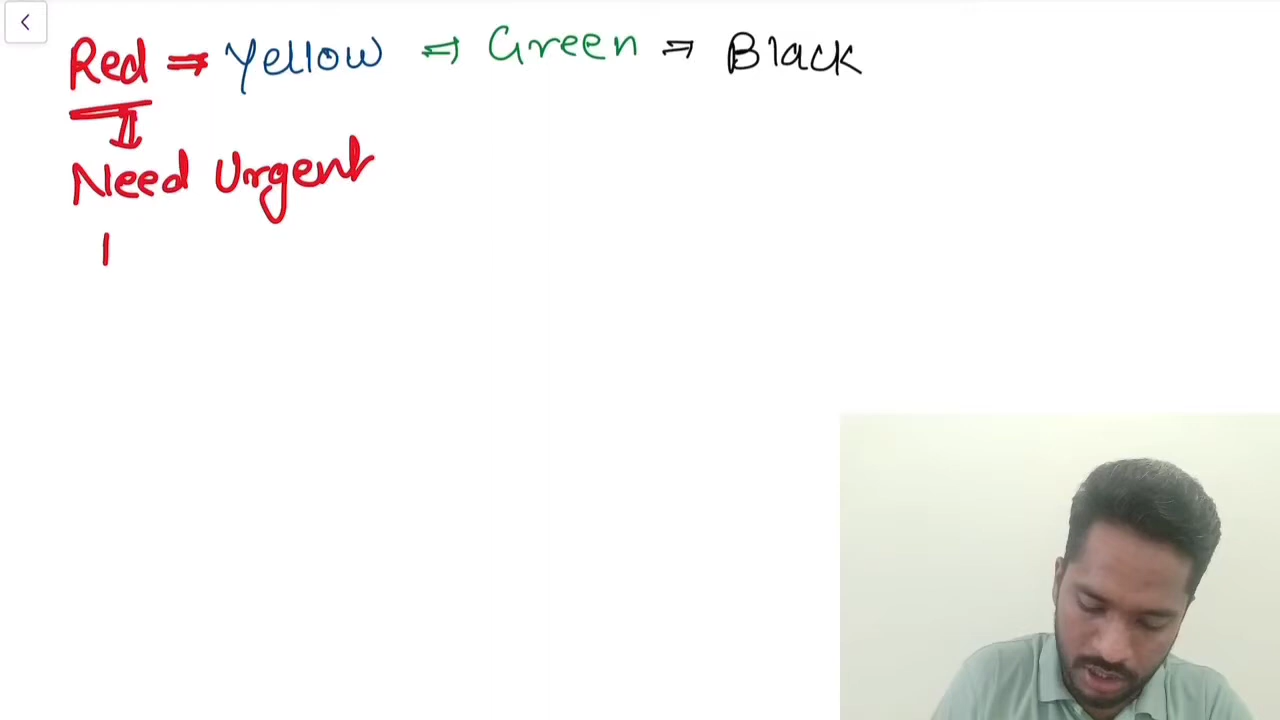 Red ⇒ Yellow ⇒ Green ⇒ Black
Need Urgent